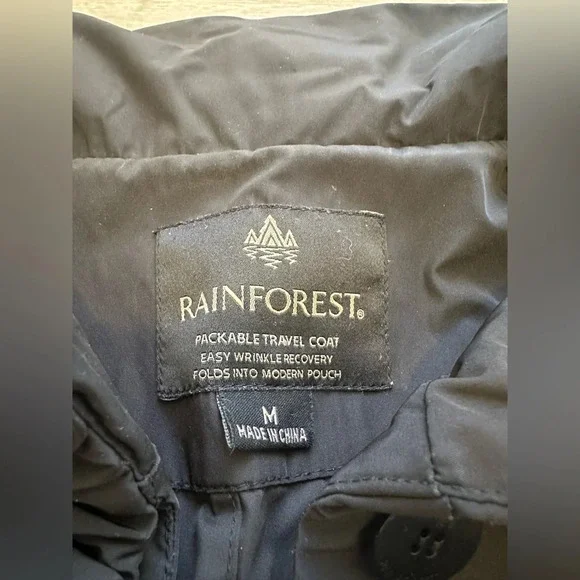 RAINFOREST®
PACKABLE TRAVEL COAT
EASY WRINKLE RECOVERY
FOLDS INTO MODERN POUCH
M
MADE IN CHINA